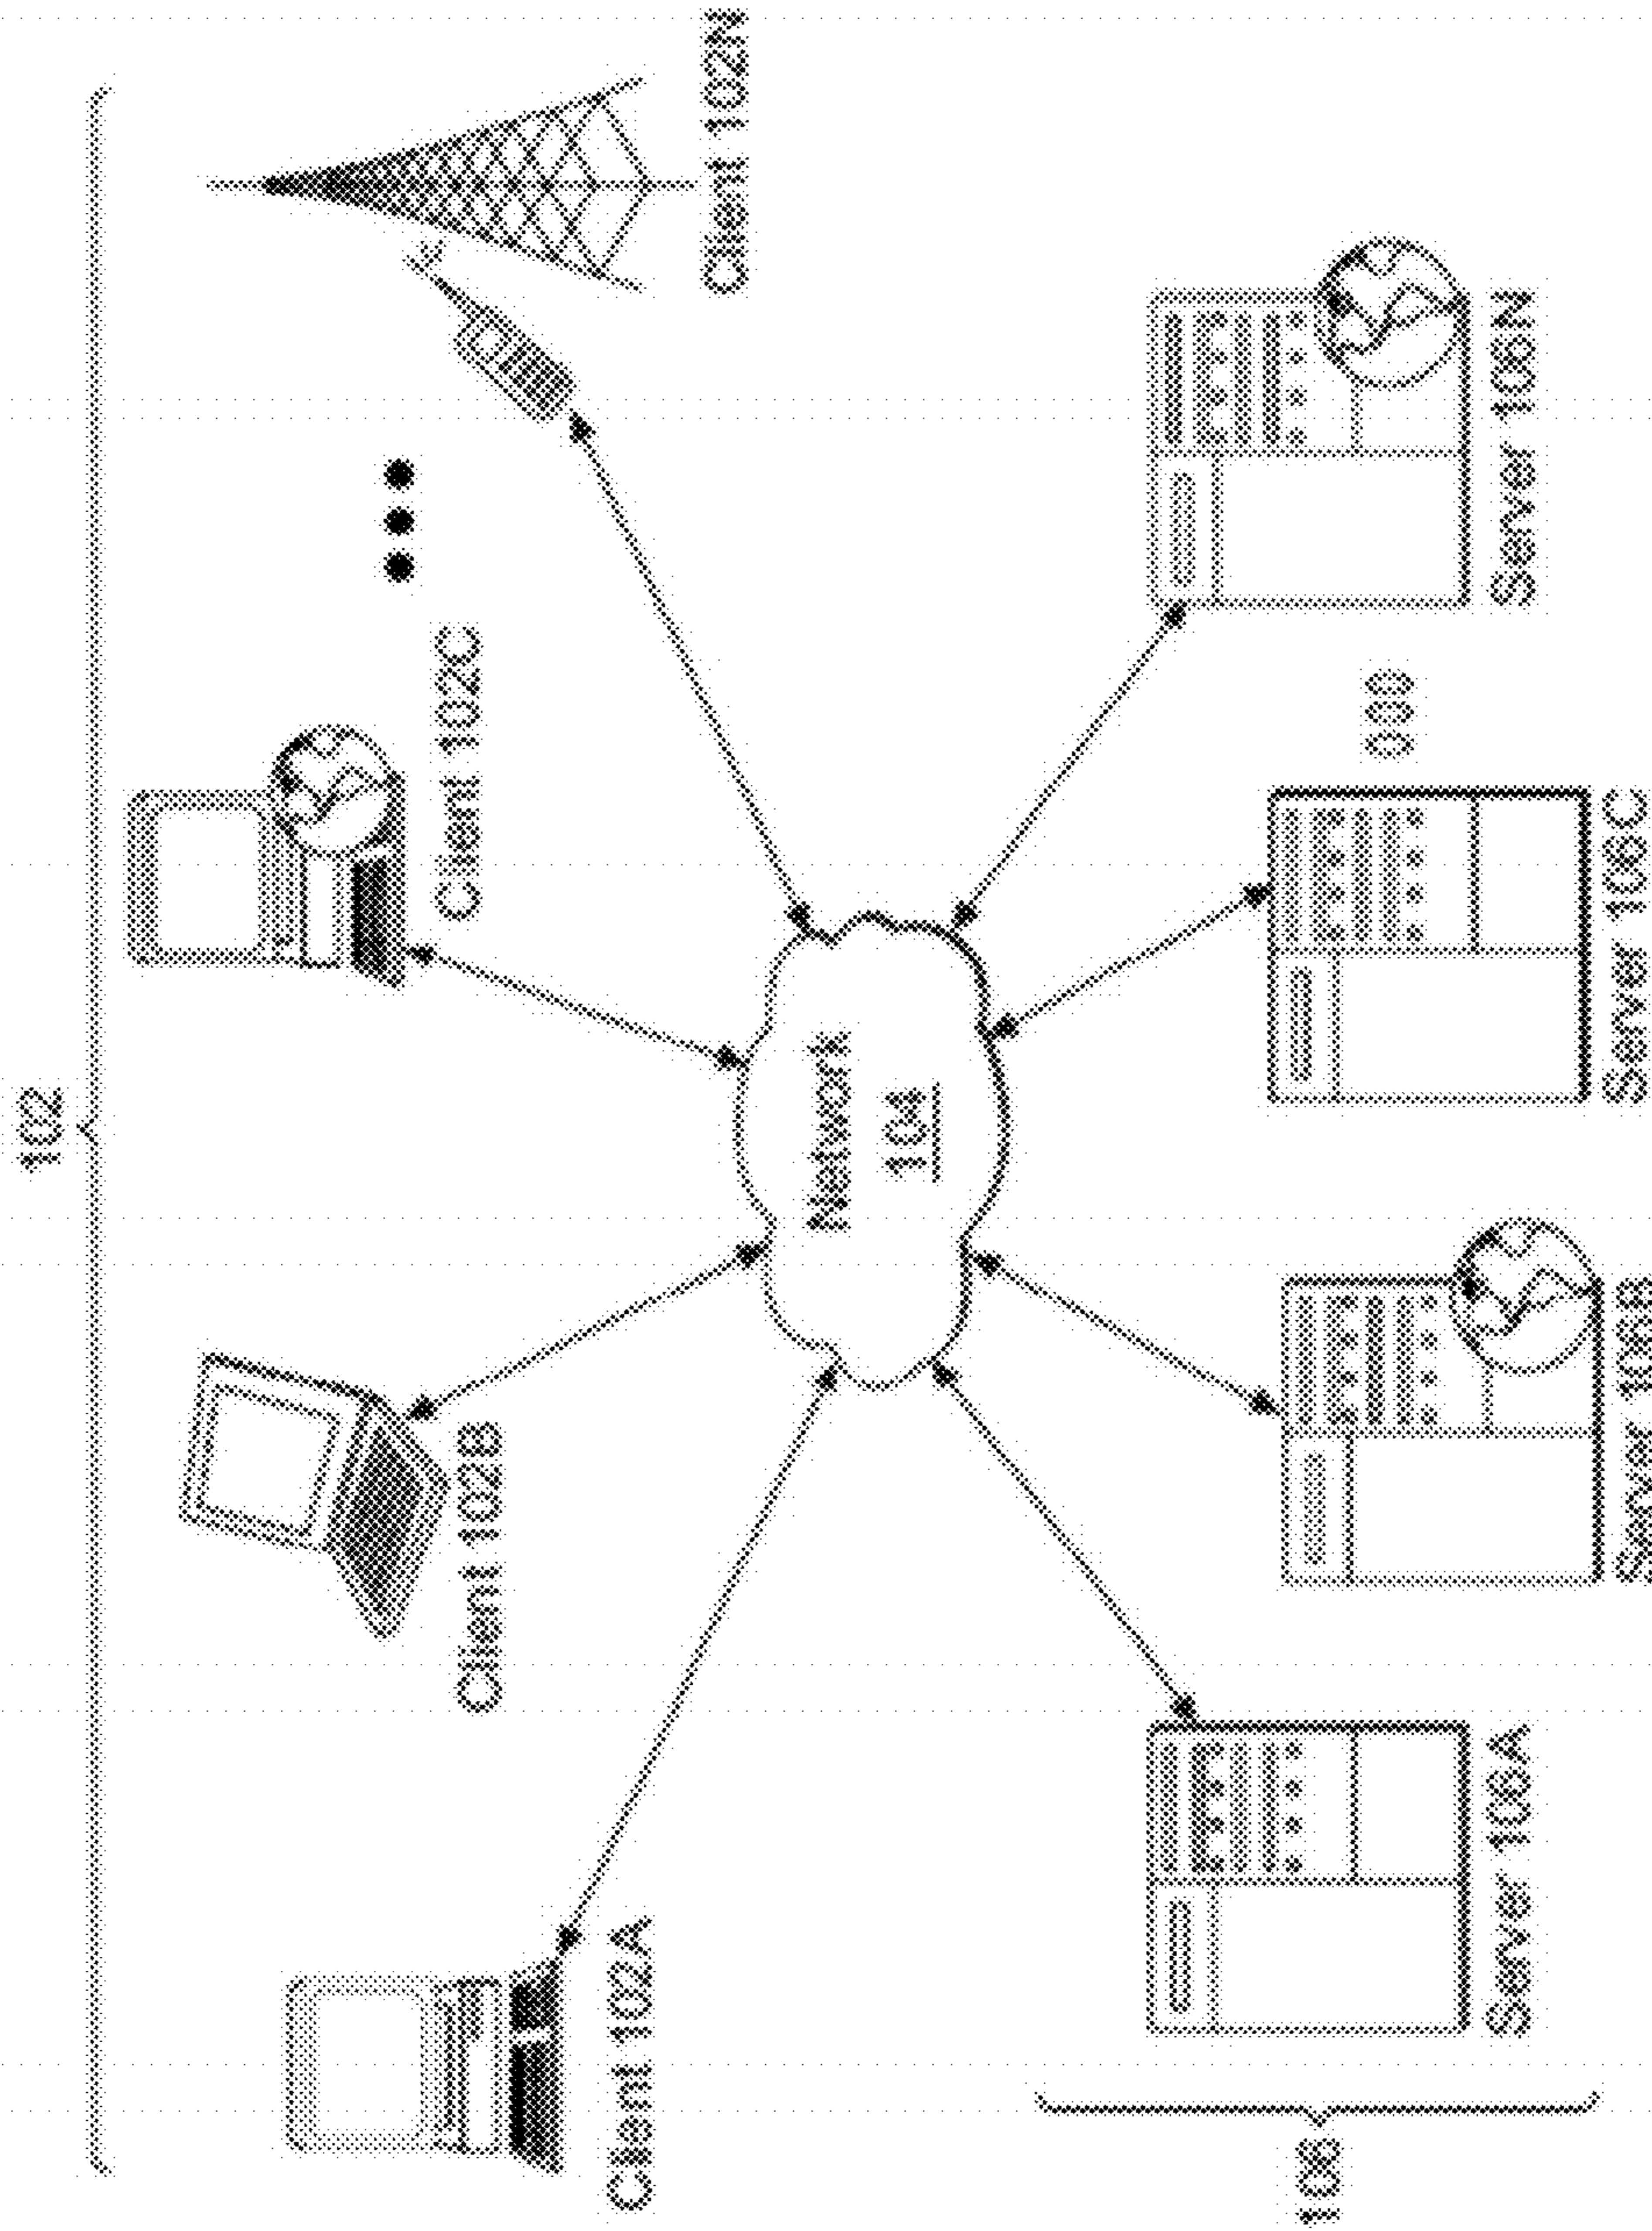 102
Client 102A
Client 102B
Client 102C
Client 102N
Network
104
106
Server 106A
Server 106B
Server 106C
Server 106N